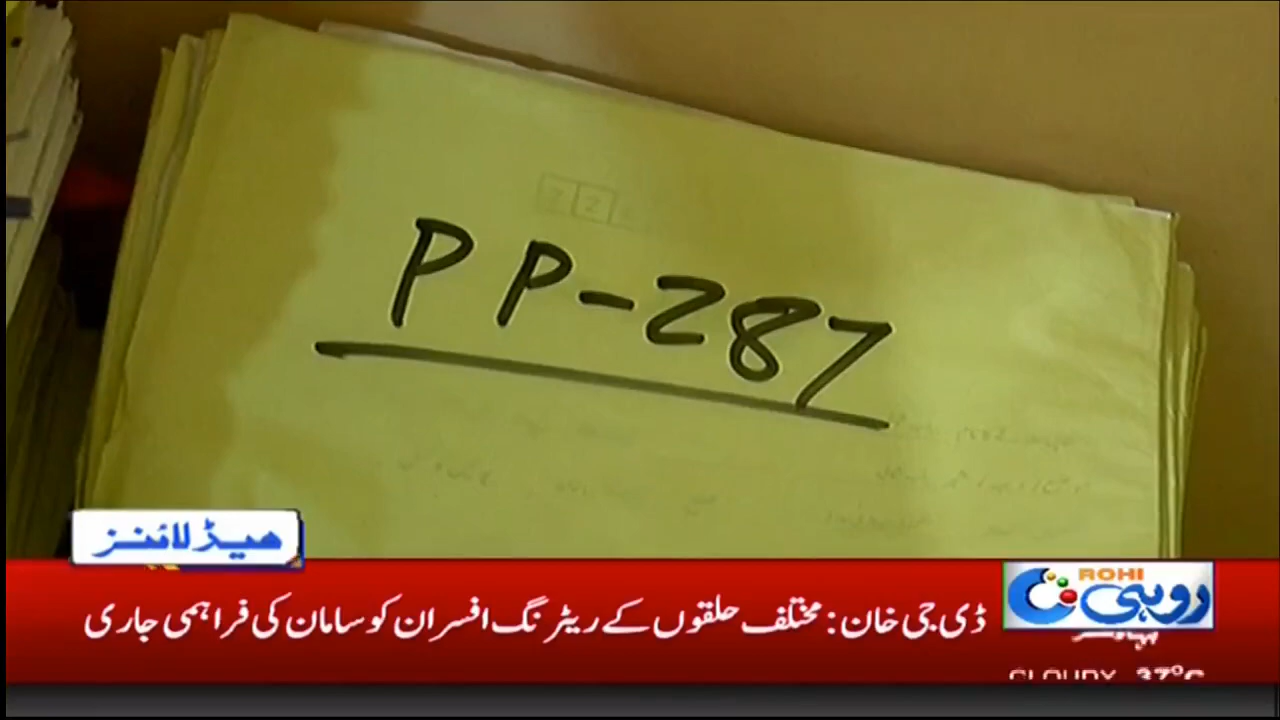 PP-287
ہیڈ لائنز
ROHI
روہی
ڈی جی خان: مختلف حلقوں کے ریٹرنگ افسران کو سامان کی فراہمی جاری
CLOUDY 37°C